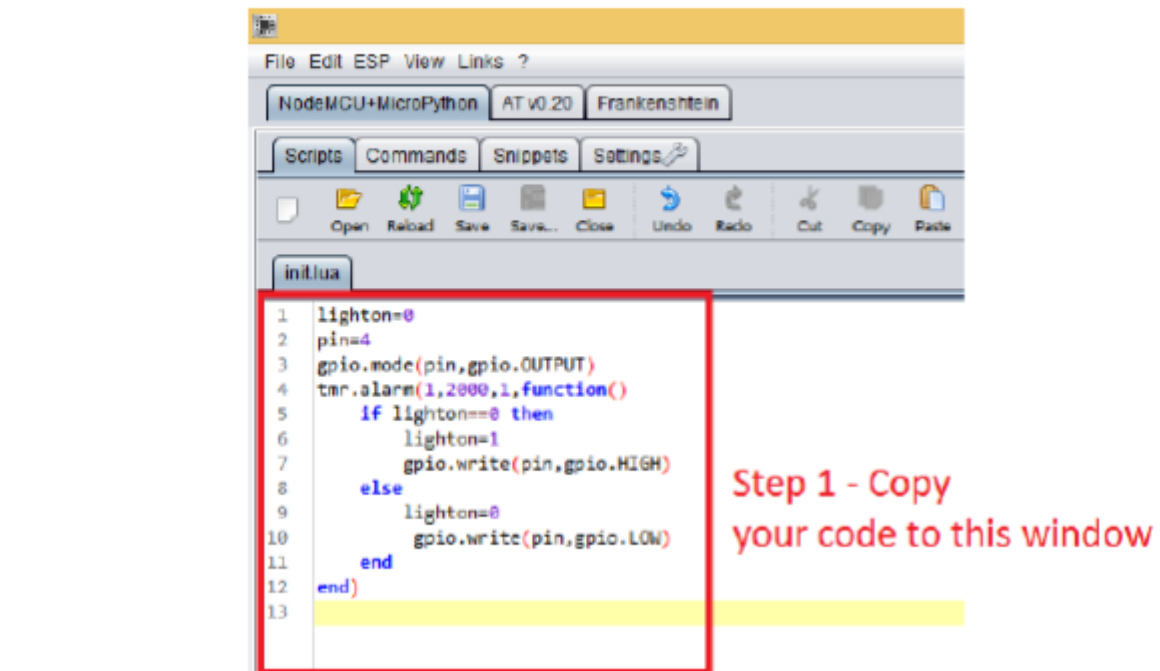 File Edit ESP View Links ?
NodeMCU+MicroPython AT v0.20 Frankenshtein
Scripts Commands Snippets Settings
Open Reload Save Save... Close Undo Redo Cut Copy Paste
init.lua
1 lighton=0
2 pin=4
3 gpio.mode(pin,gpio.OUTPUT)
4 tmr.alarm(1,2000,1,function()
5 if lighton==0 then
6 lighton=1
7 gpio.write(pin,gpio.HIGH)
8 else
9 lighton=0
10 gpio.write(pin,gpio.LOW)
11 end
12 end)
13
Step 1 - Copy
your code to this window